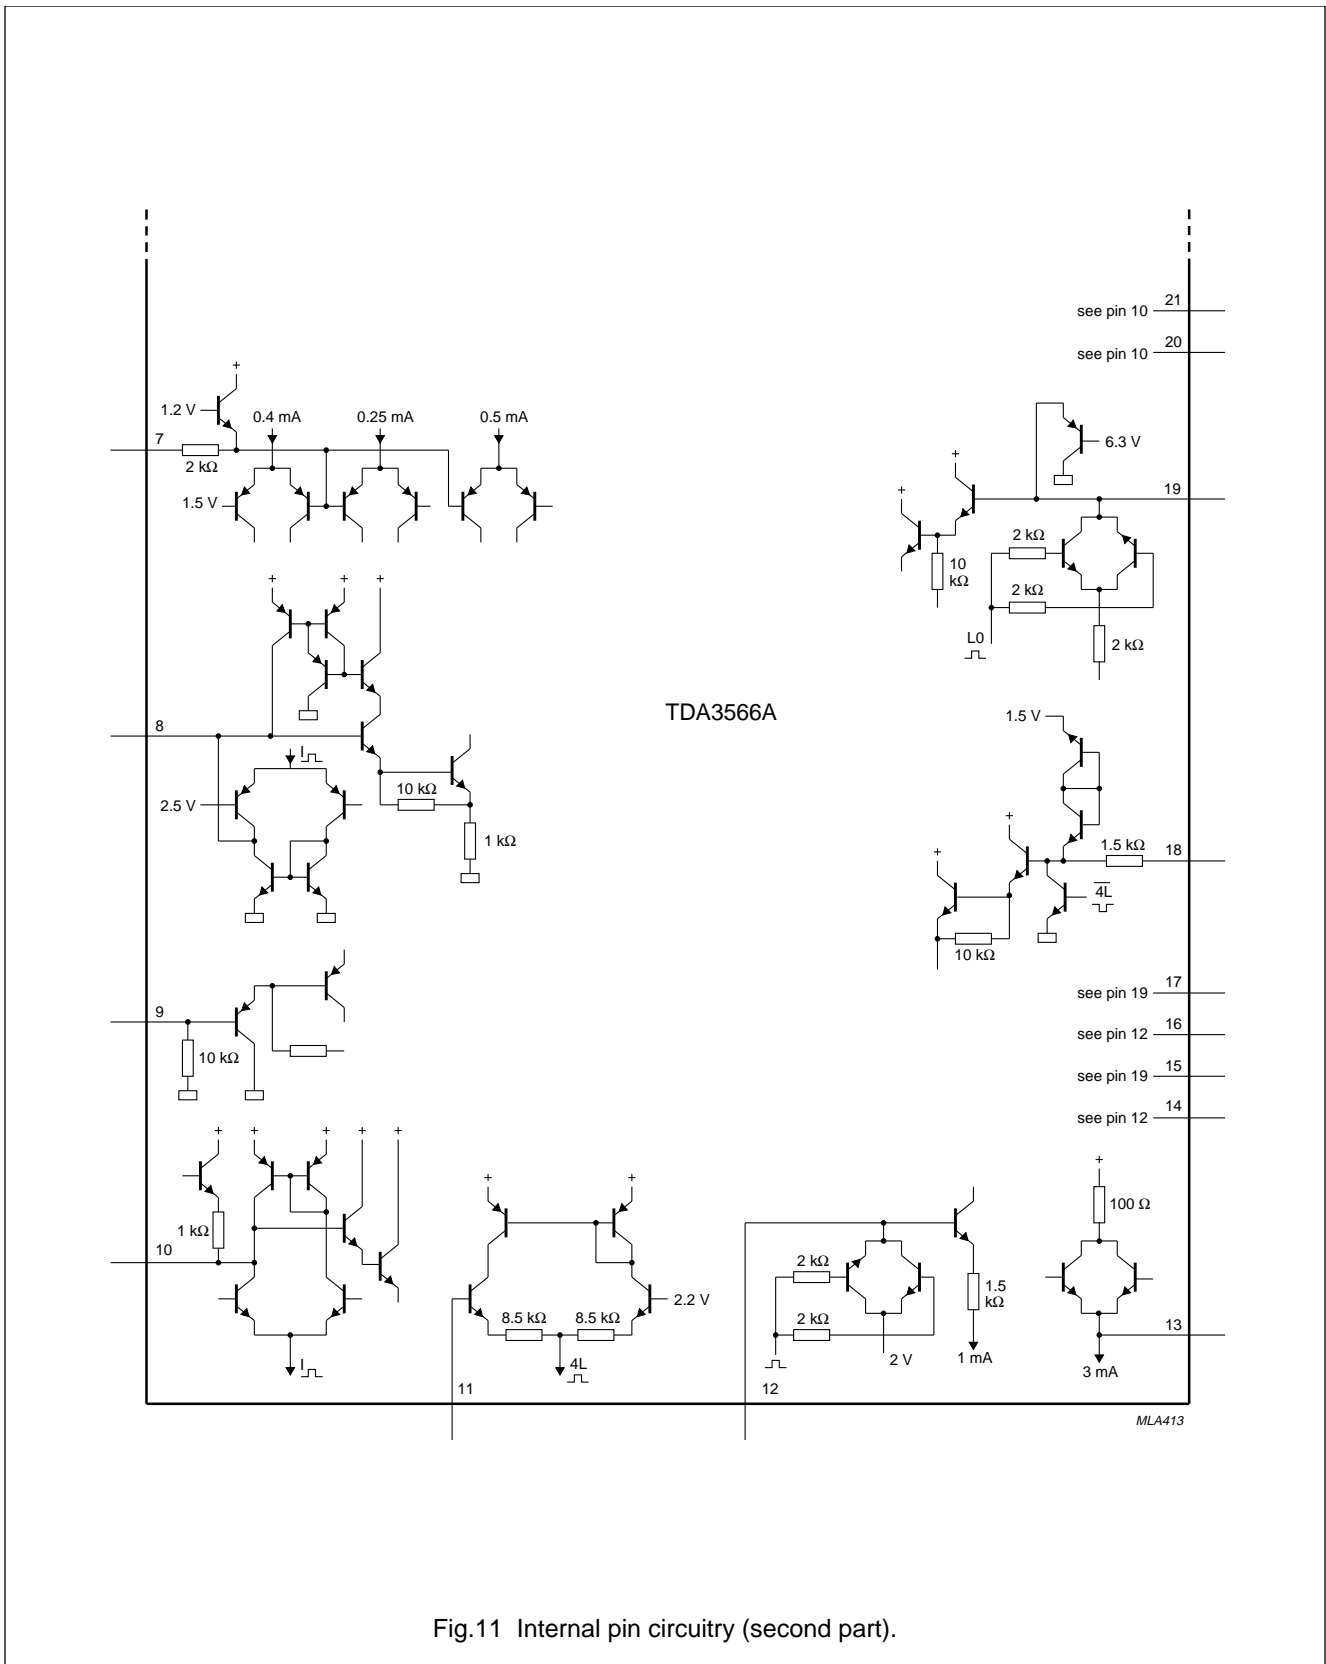 see pin 10
21
see pin 10
20
+
1.2 V
0.4 mA
0.25 mA
0.5 mA
7
2 kΩ
1.5 V
+
6.3 V
+
19
2 kΩ
10
kΩ
2 kΩ
L0
2 kΩ
+
+
+
8
I
2.5 V
10 kΩ
1 kΩ
TDA3566A
1.5 V
+
+
18
1.5 kΩ
4L
10 kΩ
9
10 kΩ
see pin 19
17
see pin 12
16
see pin 19
15
see pin 12
14
+
+
+
+
+
1 kΩ
10
I
+
+
2.2 V
8.5 kΩ
8.5 kΩ
4L
11
2 kΩ
2 kΩ
2 V
1.5
kΩ
1 mA
12
+
100 Ω
13
3 mA
MLA413
Fig.11 Internal pin circuitry (second part).